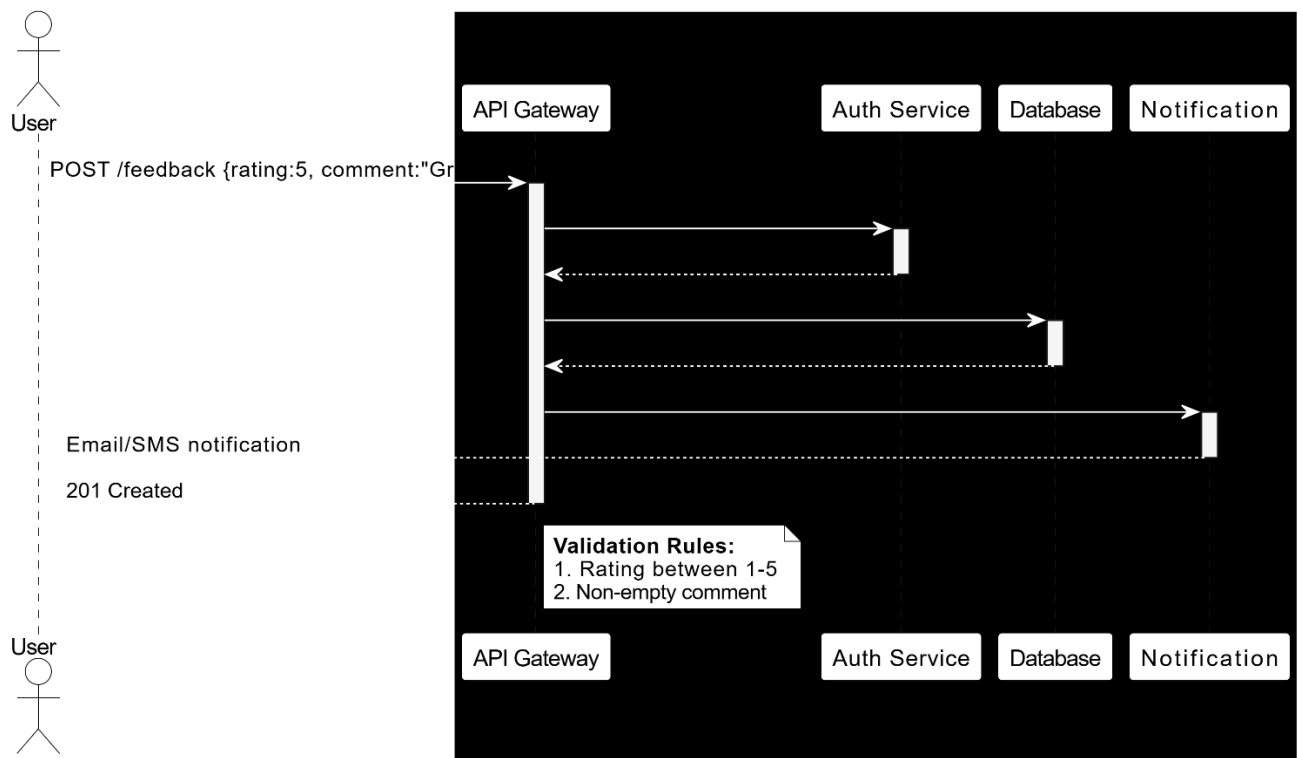 User
API Gateway
Auth Service
Database
Notification
POST /feedback {rating:5, comment:"Gr
Email/SMS notification
201 Created
Validation Rules:
1. Rating between 1-5
2. Non-empty comment
User
API Gateway
Auth Service
Database
Notification